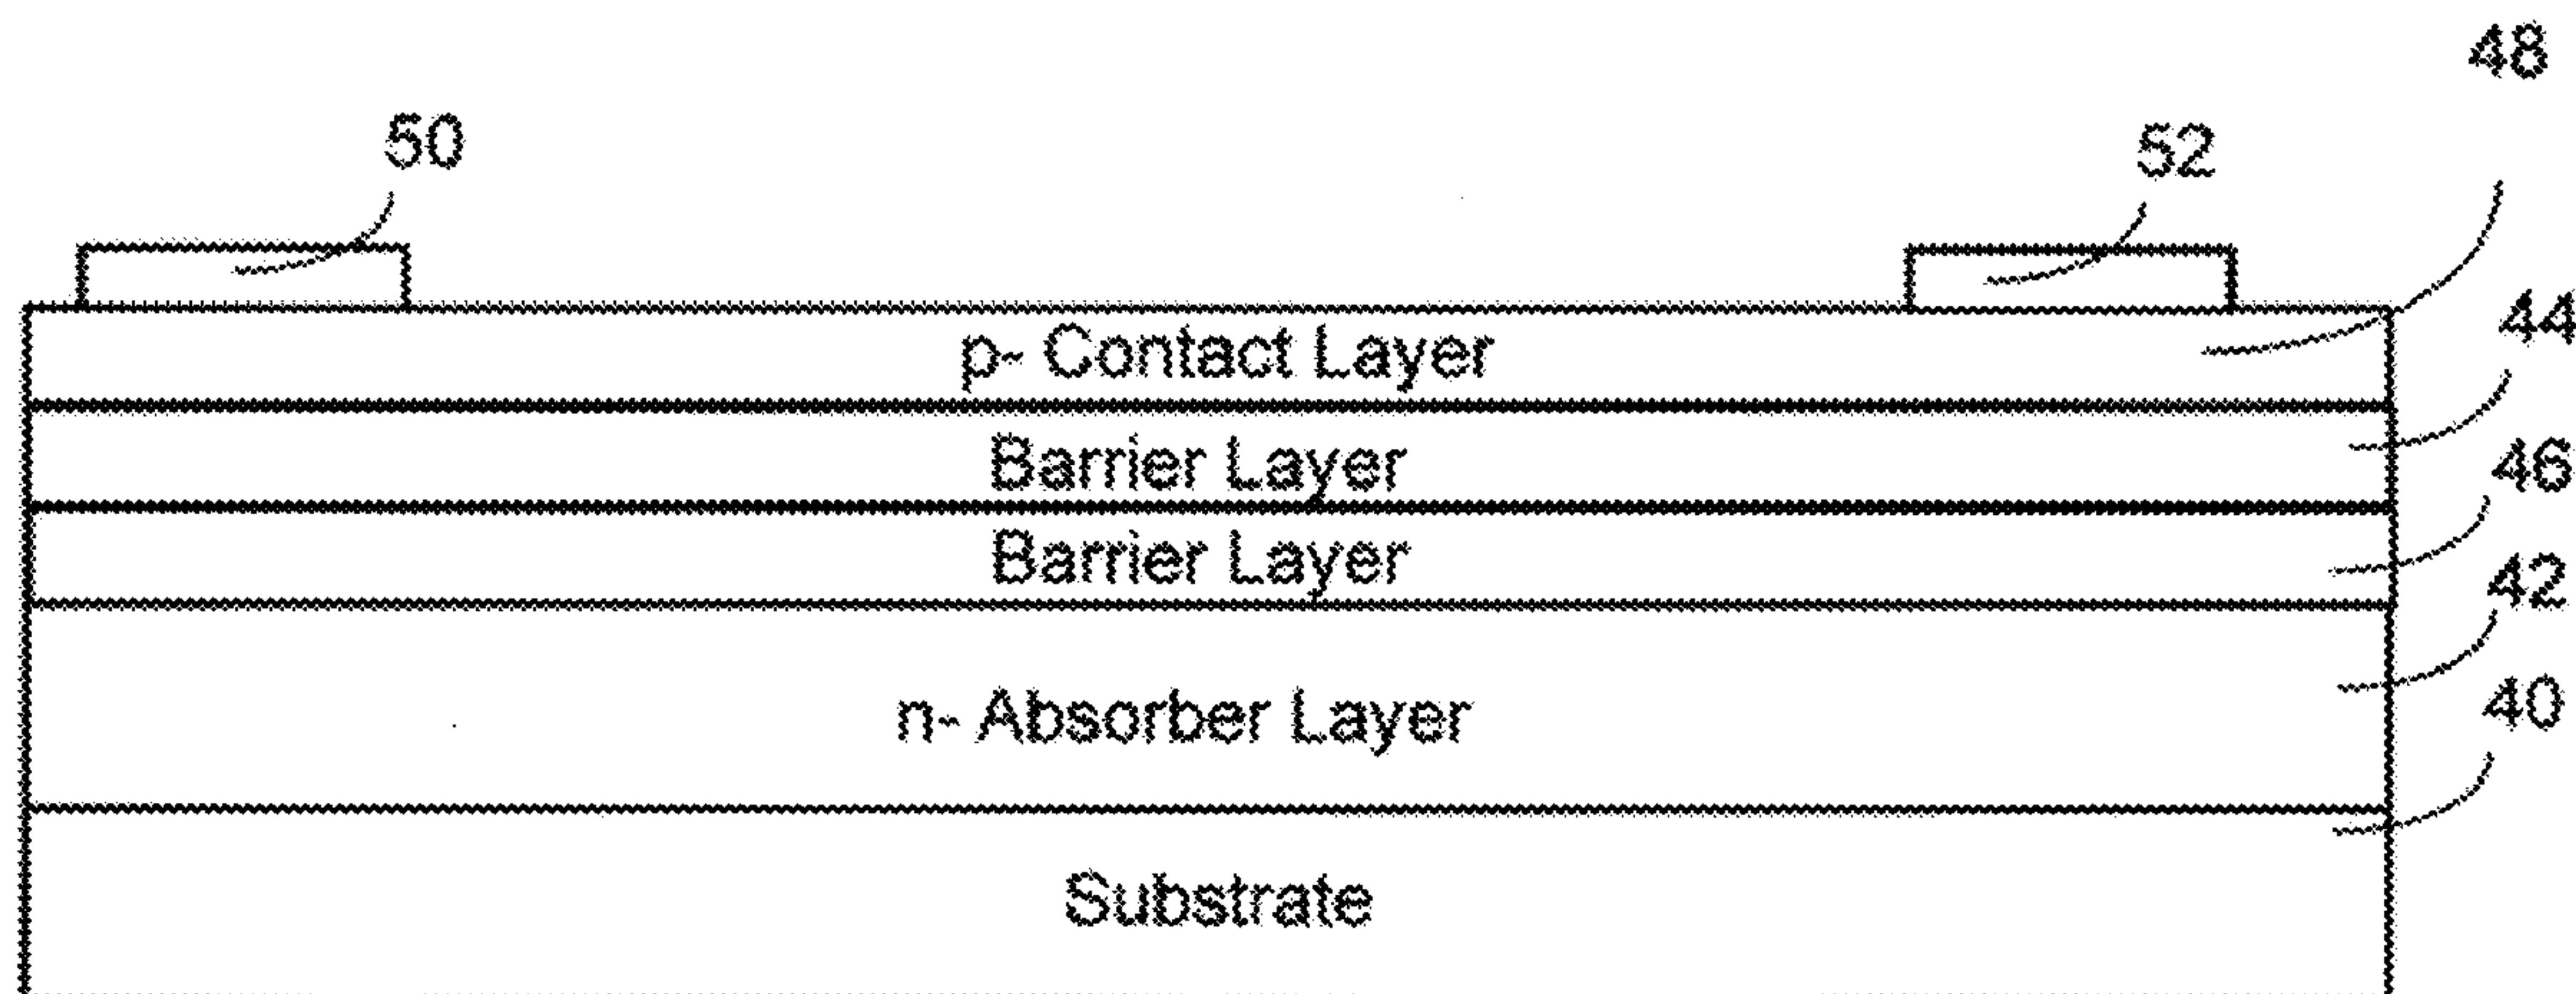 48
50
52
p- Contact Layer
44
Barrier Layer
46
Barrier Layer
42
n- Absorber Layer
40
Substrate